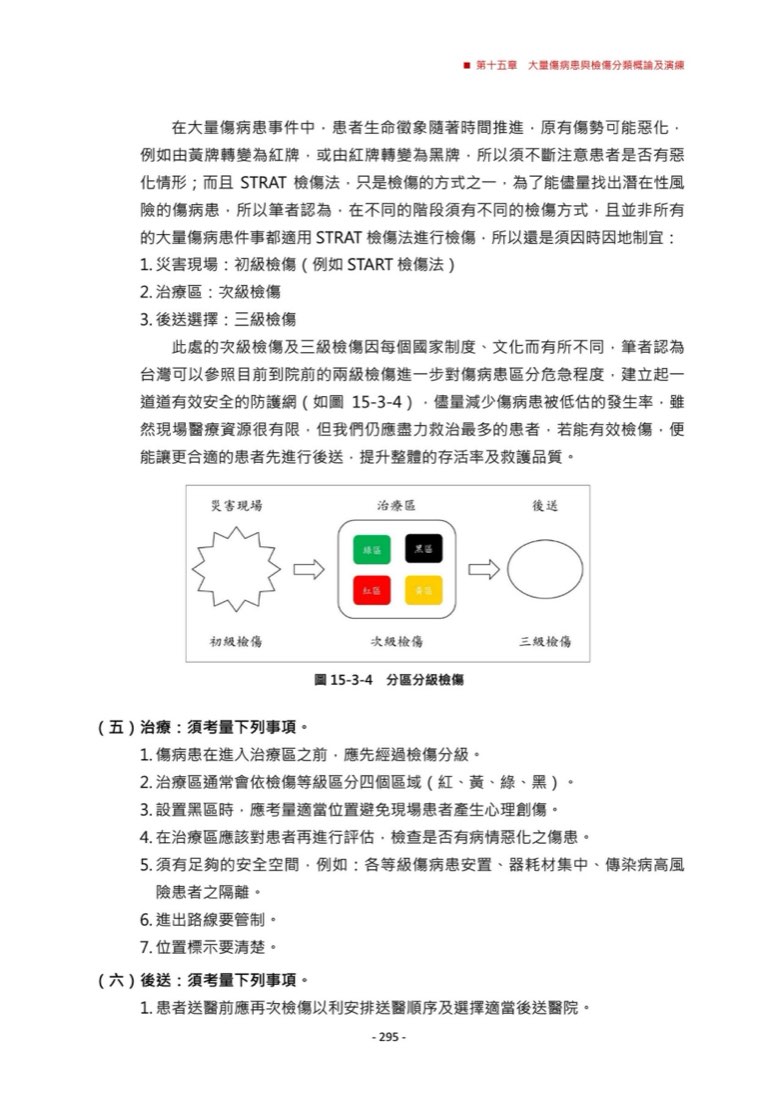 ■ 第十五章　大量傷病患與檢傷分類概論及演練
在大量傷病患事件中，患者生命徵象隨著時間推進，原有傷勢可能惡化，
例如由黃牌轉變為紅牌，或由紅牌轉變為黑牌，所以須不斷注意患者是否有惡
化情形；而且 STRAT 檢傷法，只是檢傷的方式之一，為了能儘量找出潛在性風
險的傷病患，所以筆者認為，在不同的階段須有不同的檢傷方式，且並非所有
的大量傷病患件事都適用 STRAT 檢傷法進行檢傷，所以還是須因時因地制宜：
1. 災害現場：初級檢傷（例如 START 檢傷法）
2. 治療區：次級檢傷
3. 後送選擇：三級檢傷
此處的次級檢傷及三級檢傷因每個國家制度、文化而有所不同，筆者認為
台灣可以參照目前到院前的兩級檢傷進一步對傷病患區分危急程度，建立起一
道道有效安全的防護網（如圖 15-3-4），儘量減少傷病患被低估的發生率，雖
然現場醫療資源很有限，但我們仍應盡力救治最多的患者，若能有效檢傷，便
能讓更合適的患者先進行後送，提升整體的存活率及救護品質。
災害現場　治療區　後送
綠區　黑區
紅區　黃區
初級檢傷　次級檢傷　三級檢傷
圖 15-3-4　分區分級檢傷
（五）治療：須考量下列事項。
1. 傷病患在進入治療區之前，應先經過檢傷分級。
2. 治療區通常會依檢傷等級區分四個區域（紅、黃、綠、黑）。
3. 設置黑區時，應考量適當位置避免現場患者產生心理創傷。
4. 在治療區應該對患者再進行評估，檢查是否有病情惡化之傷患。
5. 須有足夠的安全空間，例如：各等級傷病患安置、器耗材集中、傳染病高風
險患者之隔離。
6. 進出路線要管制。
7. 位置標示要清楚。
（六）後送：須考量下列事項。
1. 患者送醫前應再次檢傷以利安排送醫順序及選擇適當後送醫院。
- 295 -